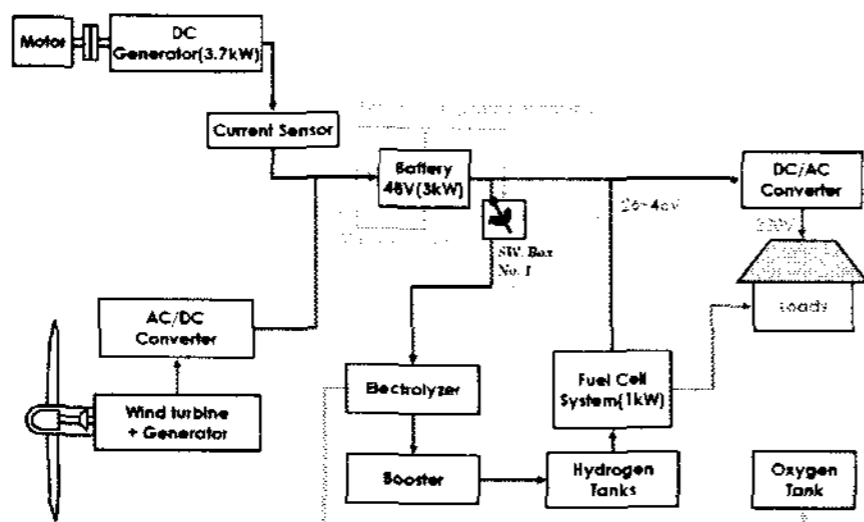 Motor
DC
Generator(3.7kW)
Current Sensor
Battery
48V(3kW)
DC/AC
Converter
220V
SW. Box
No. 1
Loads
AC/DC
Converter
Wind turbine
+ Generator
Electrolyzer
Fuel Cell
System(1kW)
Booster
Hydrogen
Tanks
Oxygen
Tank